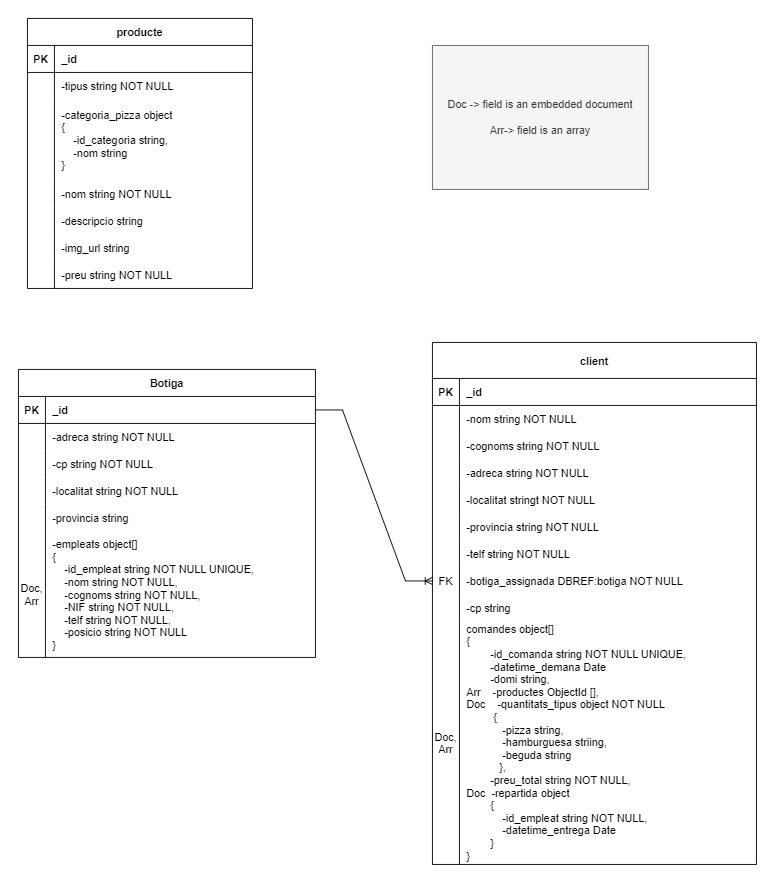 producte
PK _id
-tipus string NOT NULL
-categoria_pizza object
{
-id_categoria string,
-nom string
}
-nom string NOT NULL
-descripcio string
-img_url string
-preu string NOT NULL
Doc -> field is an embedded document
Arr-> field is an array
Botiga
PK _id
-adreca string NOT NULL
-cp string NOT NULL
-localitat string NOT NULL
-provincia string
-empleats object[]
{
-id_empleat string NOT NULL UNIQUE,
-nom string NOT NULL,
-cognoms string NOT NULL,
-NIF string NOT NULL,
-telf string NOT NULL,
-posicio string NOT NULL
}
Doc,
Arr
client
PK _id
-nom string NOT NULL
-cognoms string NOT NULL
-adreca string NOT NULL
-localitat stringt NOT NULL
-provincia string NOT NULL
-telf string NOT NULL
FK -botiga_assignada DBREF:botiga NOT NULL
-cp string
comandes object[]
{
-id_comanda string NOT NULL UNIQUE,
-datetime_demana Date
-domi string,
Arr -productes ObjectId [],
Doc -quantitats_tipus object NOT NULL
{
-pizza string,
-hamburguesa striing,
-beguda string
},
-preu_total string NOT NULL,
Doc -repartida object
{
-id_empleat string NOT NULL,
-datetime_entrega Date
}
}
Doc,
Arr